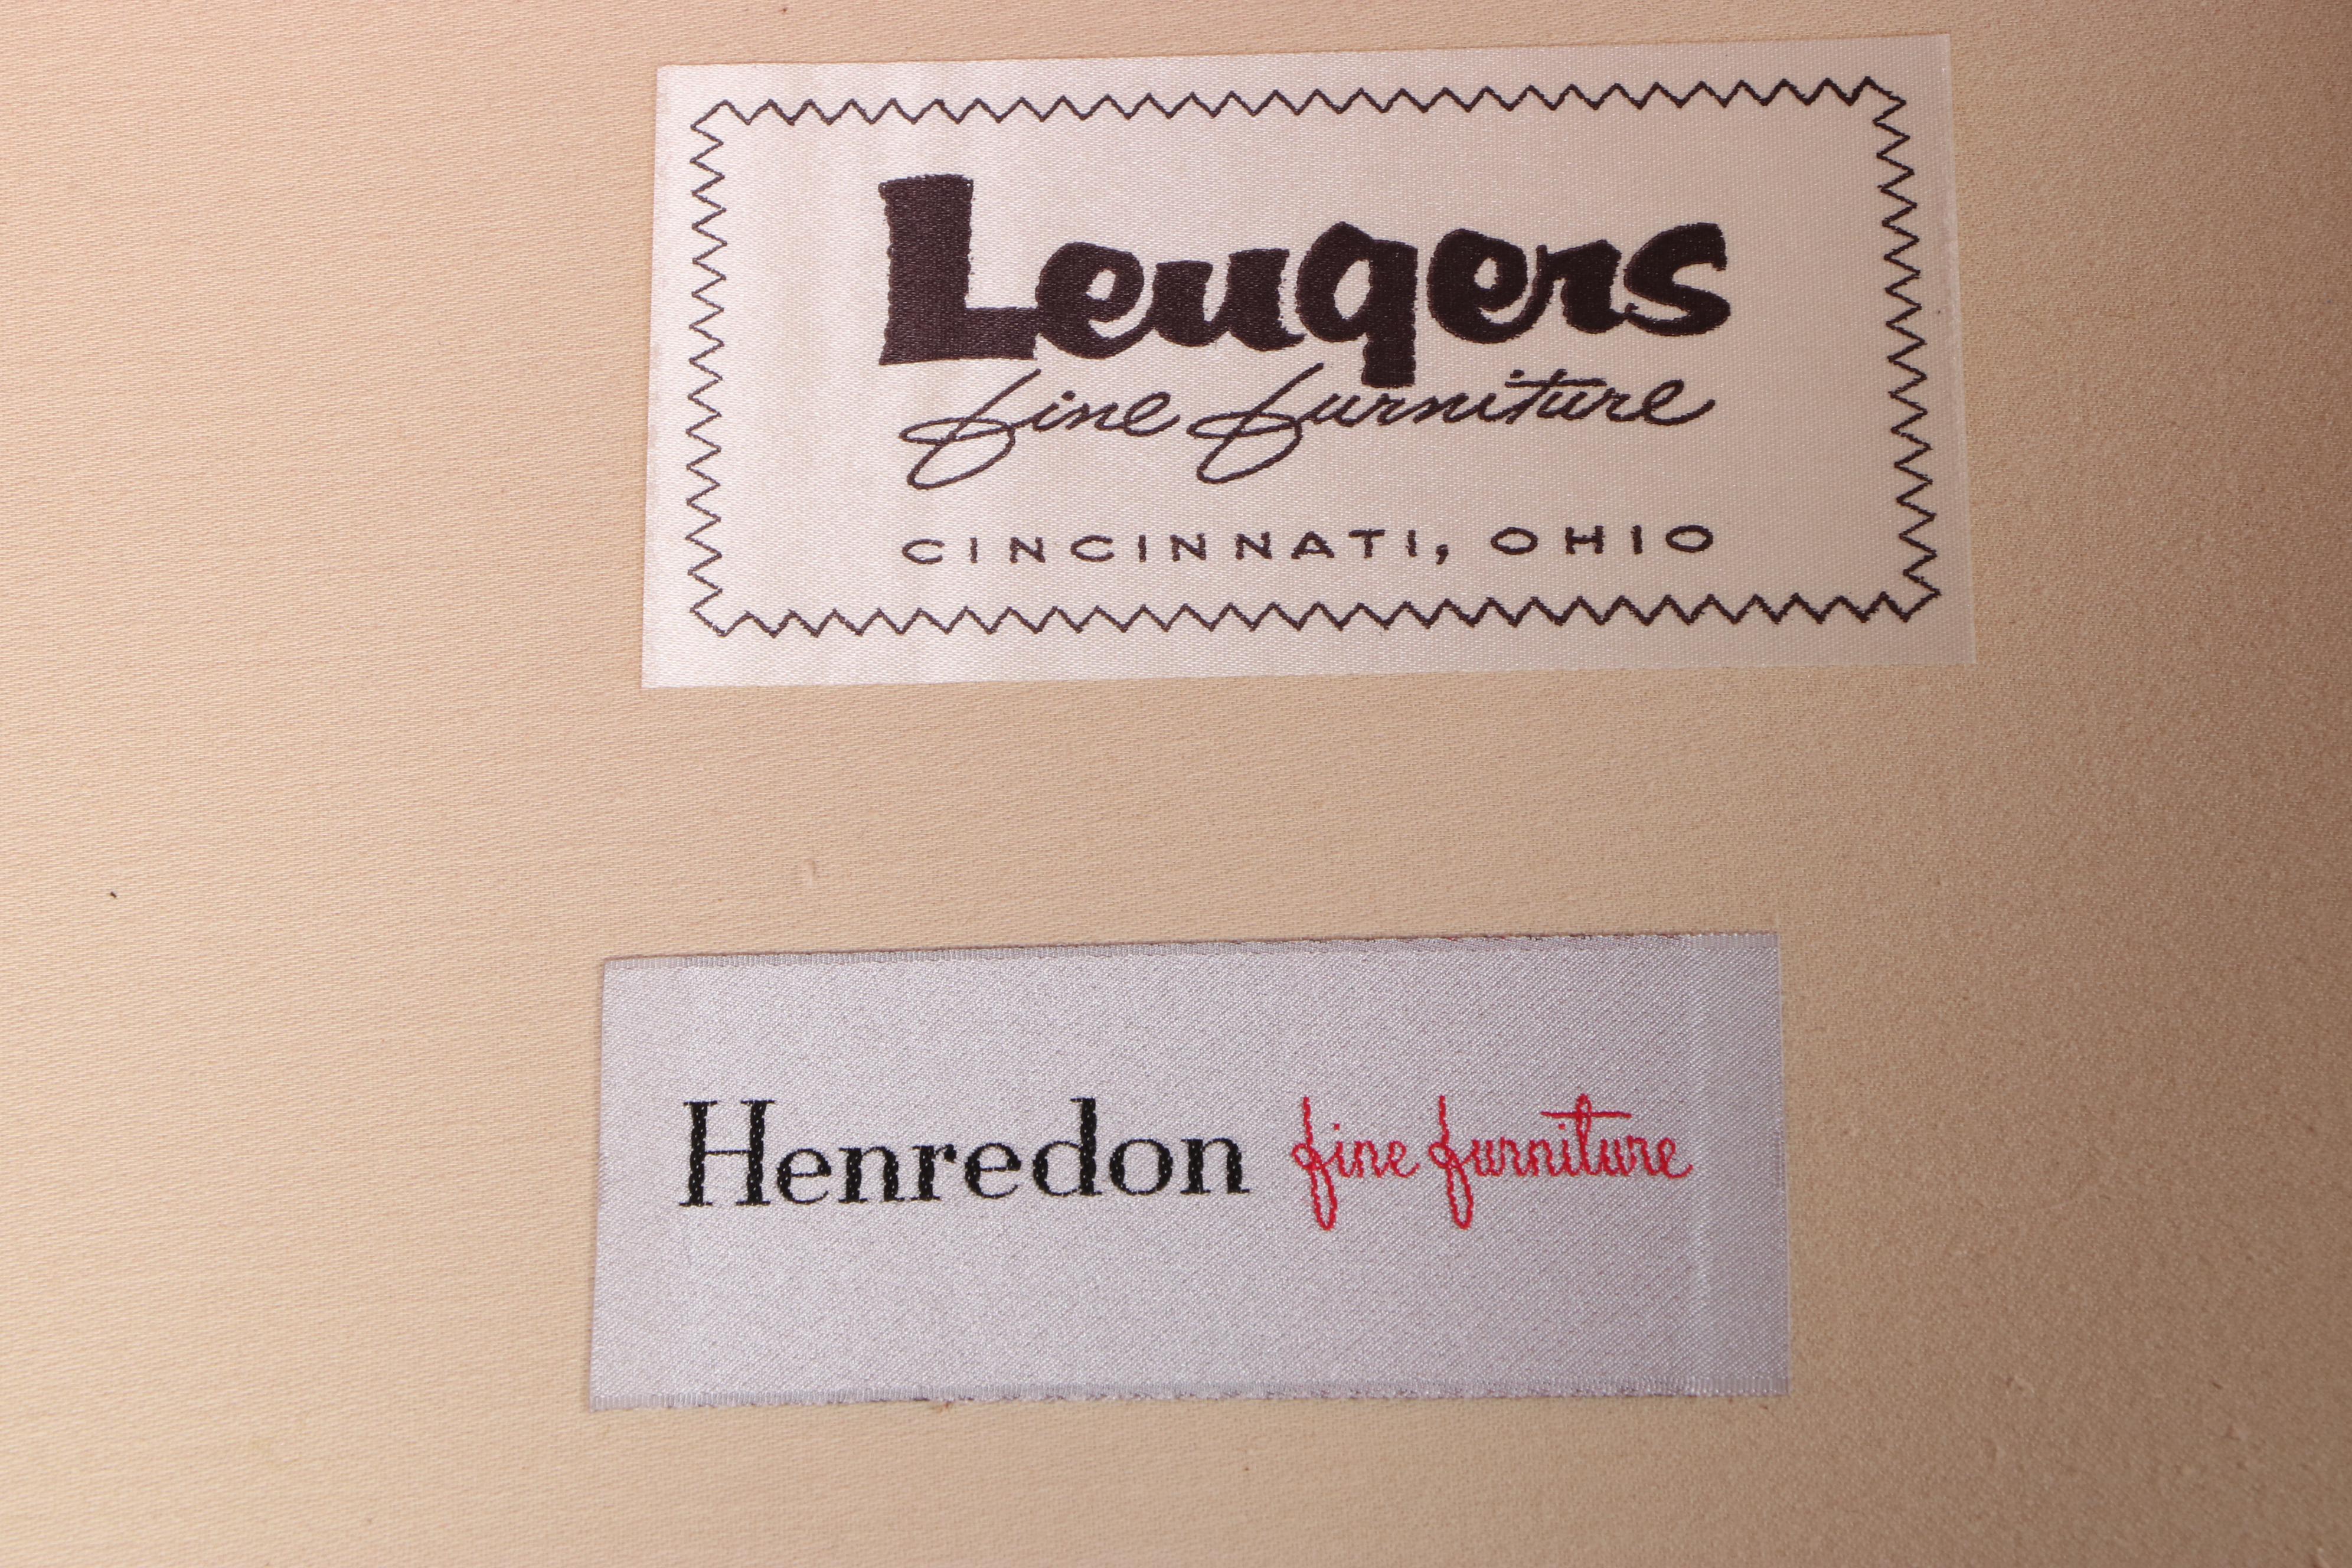 Leugers
fine furniture
CINCINNATI, OHIO
Henredon fine furniture